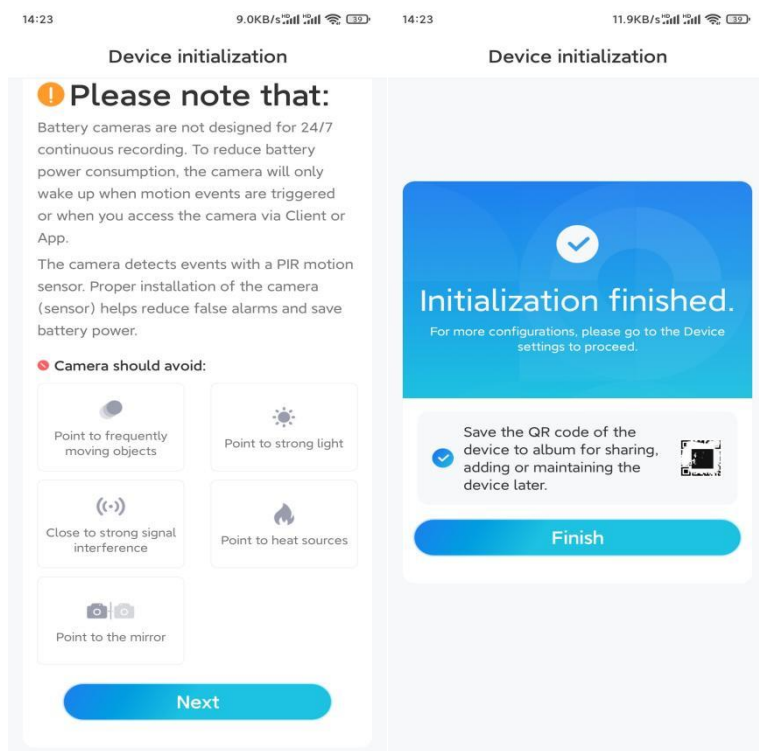 14:23
9.0KB/s HD HD 39
Device initialization
Please note that:
Battery cameras are not designed for 24/7
continuous recording. To reduce battery
power consumption, the camera will only
wake up when motion events are triggered
or when you access the camera via Client or
App.
The camera detects events with a PIR motion
sensor. Proper installation of the camera
(sensor) helps reduce false alarms and save
battery power.
Camera should avoid:
Point to frequently
moving objects
Point to strong light
Close to strong signal
interference
Point to heat sources
Point to the mirror
Next
14:23
11.9KB/s HD HD 39
Device initialization
Initialization finished.
For more configurations, please go to the Device
settings to proceed.
Save the QR code of the
device to album for sharing,
adding or maintaining the
device later.
Finish